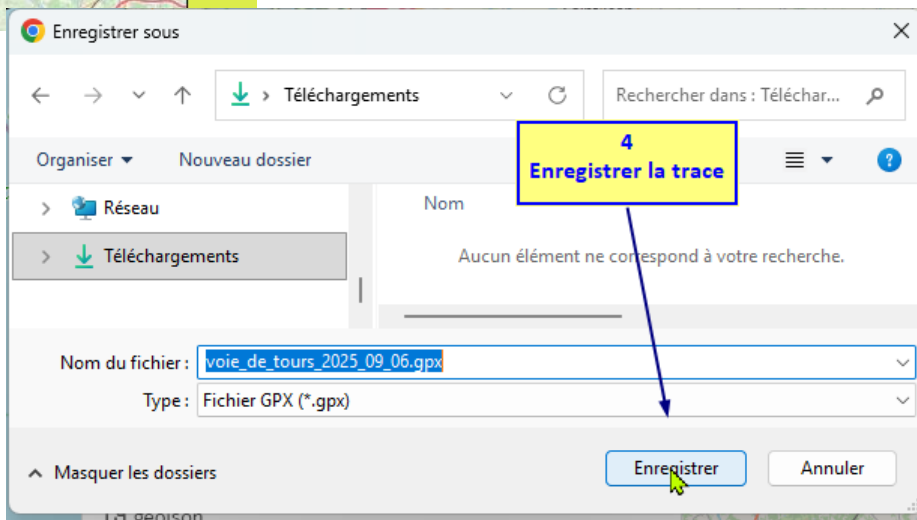 Enregistrer sous
Téléchargements
Rechercher dans : Téléchar...
4
Enregistrer la trace
Organiser
Nouveau dossier
?
Réseau
Nom
Téléchargements
Aucun élément ne correspond à votre recherche.
Nom du fichier : voie_de_tours_2025_09_06.gpx
Type : Fichier GPX (*.gpx)
Masquer les dossiers
Enregistrer
Annuler